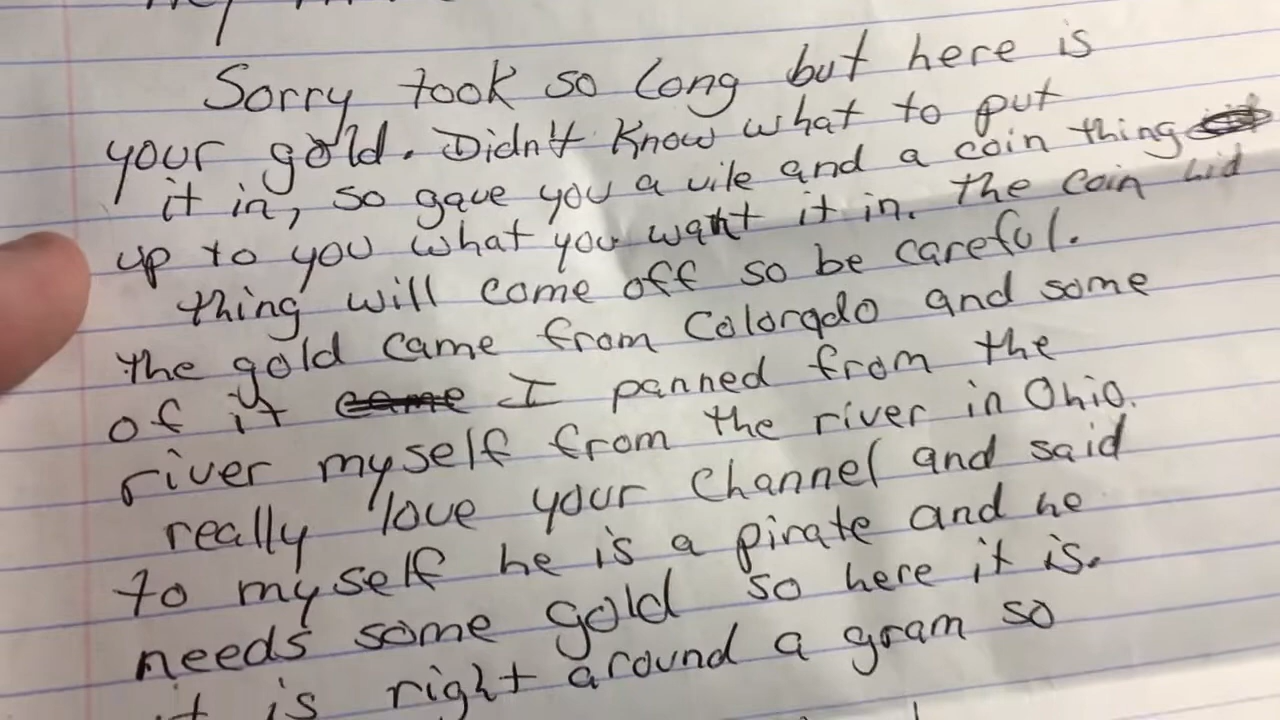 Sorry took so long but here is
your gold. Didn't Know what to put
it in, so gave you a vile and a coin thing
up to you what you want it in. The Coin Lid
thing will come off so be careful.
The gold came from Colorado and some
of it came I panned from the
river myself from the river in Ohio.
really love your Channel and said
to myself he is a pirate and he
needs some gold so here it is.
it is right around a gram so